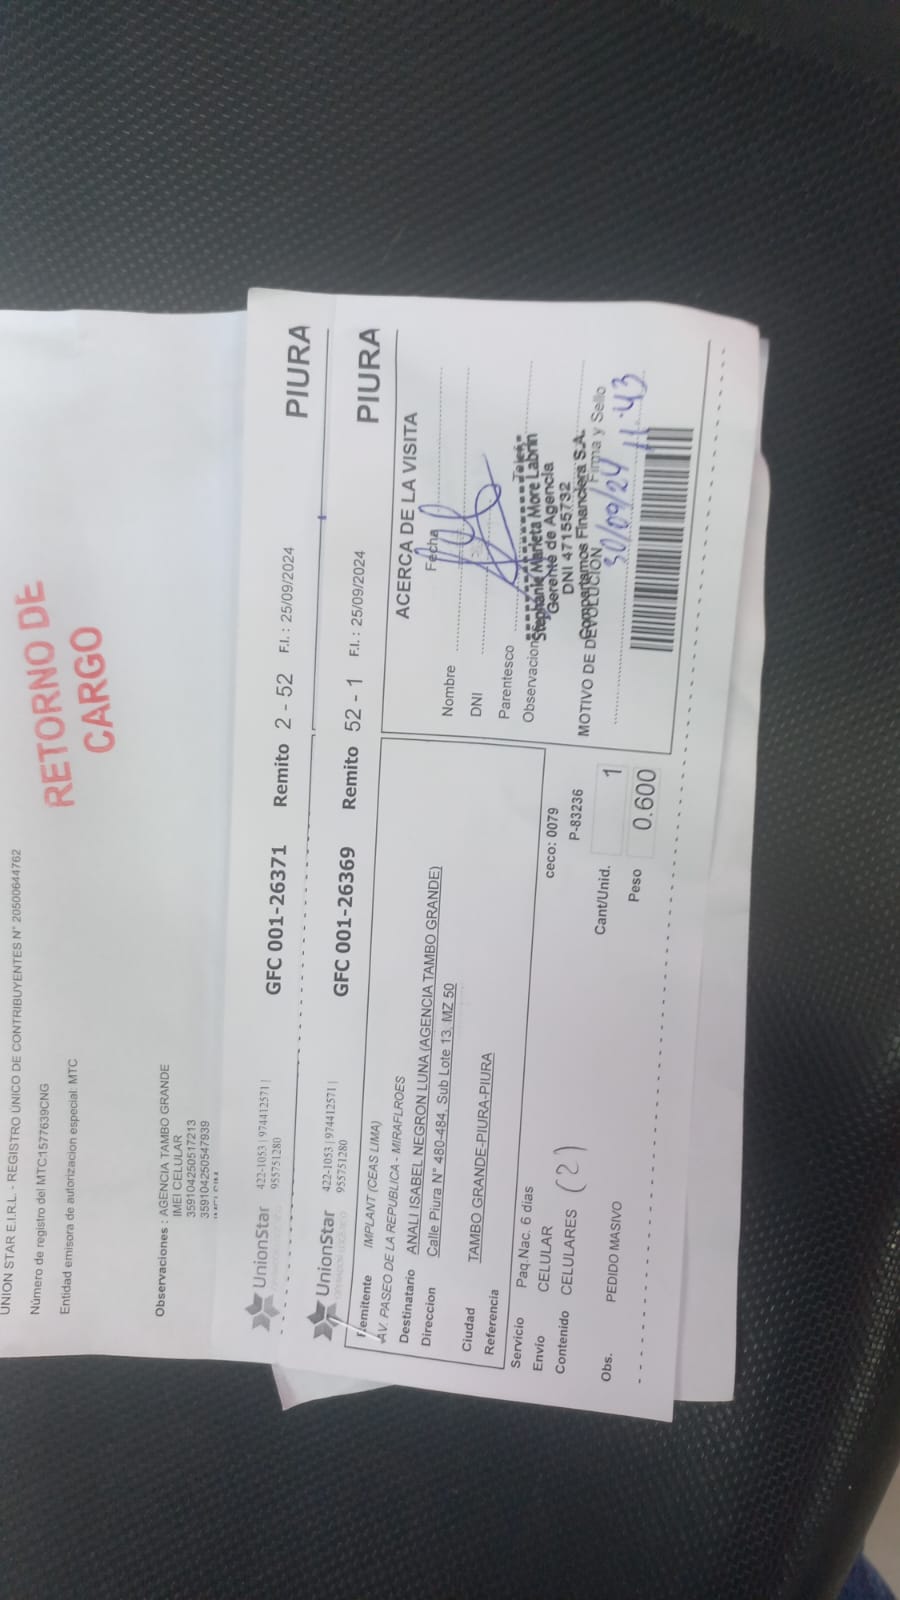 UNION STAR E.I.R.L. - REGISTRO ÚNICO DE CONTRIBUYENTES N° 20500644762
Número de registro del MTC:1577639CNG
Entidad emisora de autorizacion especial: MTC
RETORNO DE
CARGO
Observaciones : AGENCIA TAMBO GRANDE
IMEI CELULAR
359104250517213
359104250547939
UnionStar 422-1053 | 974412571 |
955751280
GFC 001-26371 Remito 2 - 52 F.I. : 25/09/2024 PIURA
UnionStar 422-1053 | 974412571 |
955751280
GFC 001-26369 Remito 52 - 1 F.I. : 25/09/2024 PIURA
Remitente IMPLANT (CEAS LIMA)
AV. PASEO DE LA REPUBLICA - MIRAFLROES
Destinatario ANALI ISABEL NEGRON LUNA (AGENCIA TAMBO GRANDE)
Direccion Calle Piura N° 480-484, Sub Lote 13, MZ 50
Ciudad TAMBO GRANDE-PIURA-PIURA
Referencia
Servicio Paq.Nac. 6 dias ceco: 0079
Envio CELULAR P-83236
Contenido CELULARES (2)
Cant/Unid. 1
Obs. PEDIDO MASIVO Peso 0.600
ACERCA DE LA VISITA
Fecha
Nombre
DNI
Parentesco
Observacion
Stephanie Marieta More Labrin
Gerente de Agencia
DNI 47155732
Compartamos Financiera S.A.
MOTIVO DE DEVOLUCION
Firma y Sello
30/09/24 11:43